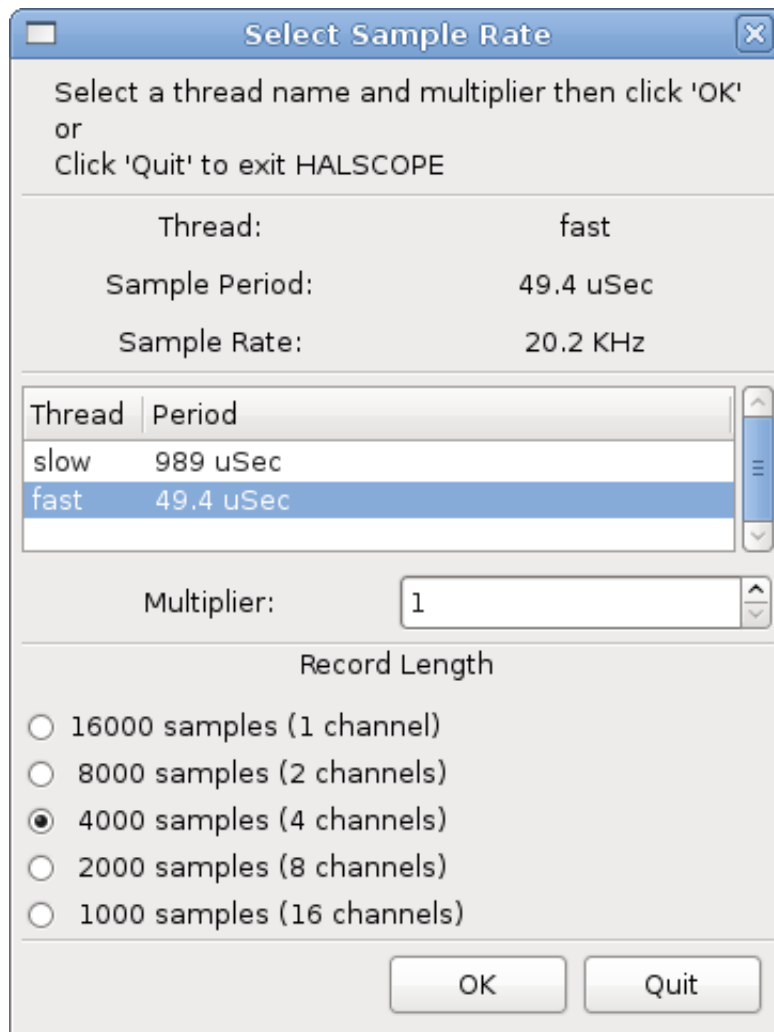 Select Sample Rate
Select a thread name and multiplier then click 'OK'
or
Click 'Quit' to exit HALSCOPE
Thread: fast
Sample Period: 49.4 uSec
Sample Rate: 20.2 KHz
Thread Period
slow 989 uSec
fast 49.4 uSec
Multiplier: 1
Record Length
16000 samples (1 channel)
8000 samples (2 channels)
4000 samples (4 channels)
2000 samples (8 channels)
1000 samples (16 channels)
OK Quit